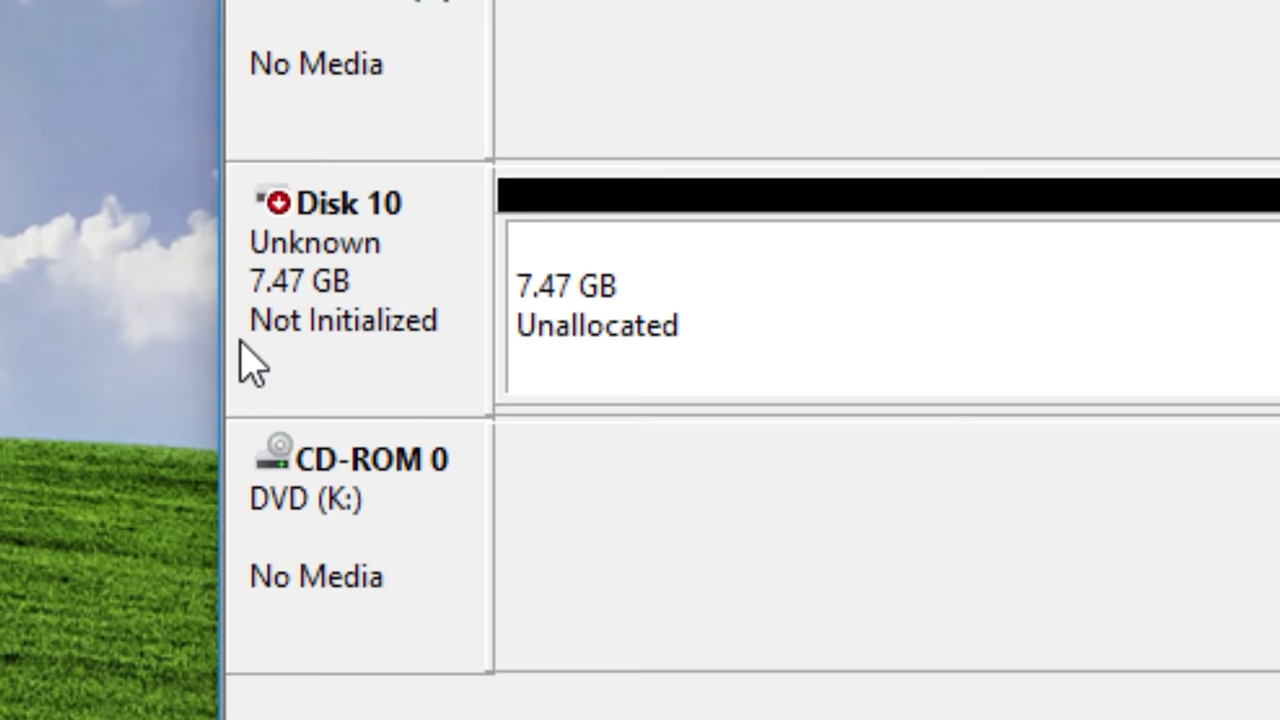 No Media
Disk 10
Unknown
7.47 GB
Not Initialized
7.47 GB
Unallocated
CD-ROM 0
DVD (K:)
No Media